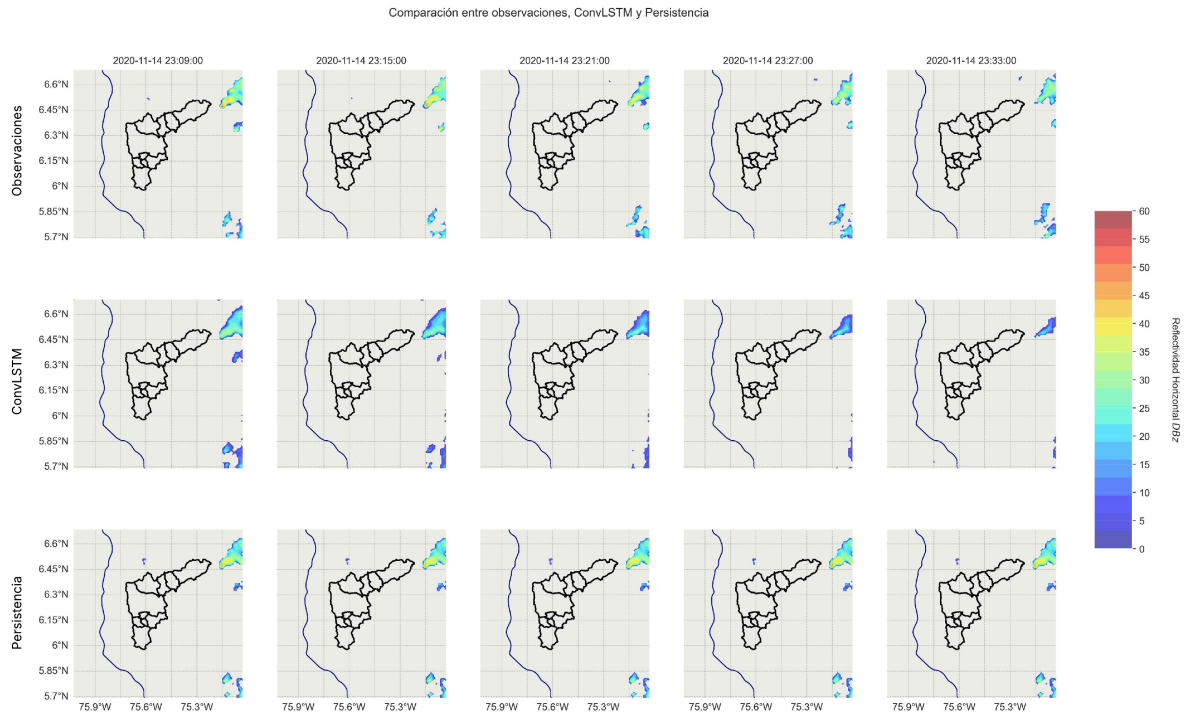 Comparación entre observaciones, ConvLSTM y Persistencia
2020-11-14 23:09:00
2020-11-14 23:15:00
2020-11-14 23:21:00
2020-11-14 23:27:00
2020-11-14 23:33:00
Observaciones
6.6°N
6.45°N
6.3°N
6.15°N
6°N
5.85°N
5.7°N
ConvLSTM
6.6°N
6.45°N
6.3°N
6.15°N
6°N
5.85°N
5.7°N
Persistencia
6.6°N
6.45°N
6.3°N
6.15°N
6°N
5.85°N
5.7°N
75.9°W 75.6°W 75.3°W
75.9°W 75.6°W 75.3°W
75.9°W 75.6°W 75.3°W
75.9°W 75.6°W 75.3°W
75.9°W 75.6°W 75.3°W
60
55
50
45
40
35
30
25
20
15
10
5
0
Reflectividad Horizontal DBz